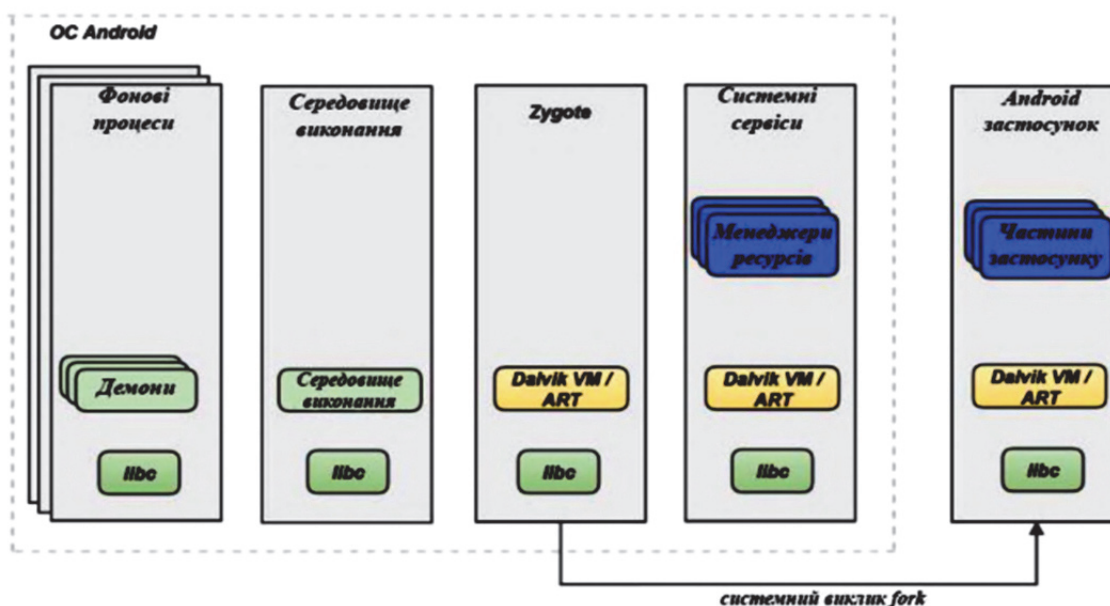 ОС Android
Фонові
процеси
Середовище
виконання
Zygote
Системні
сервіси
Android
застосунок
Менеджери
ресурсів
Частини
застосунку
Демони
Середовище
виконання
Dalvik VM /
ART
Dalvik VM /
ART
Dalvik VM /
ART
libc
libc
libc
libc
libc
системний виклик fork